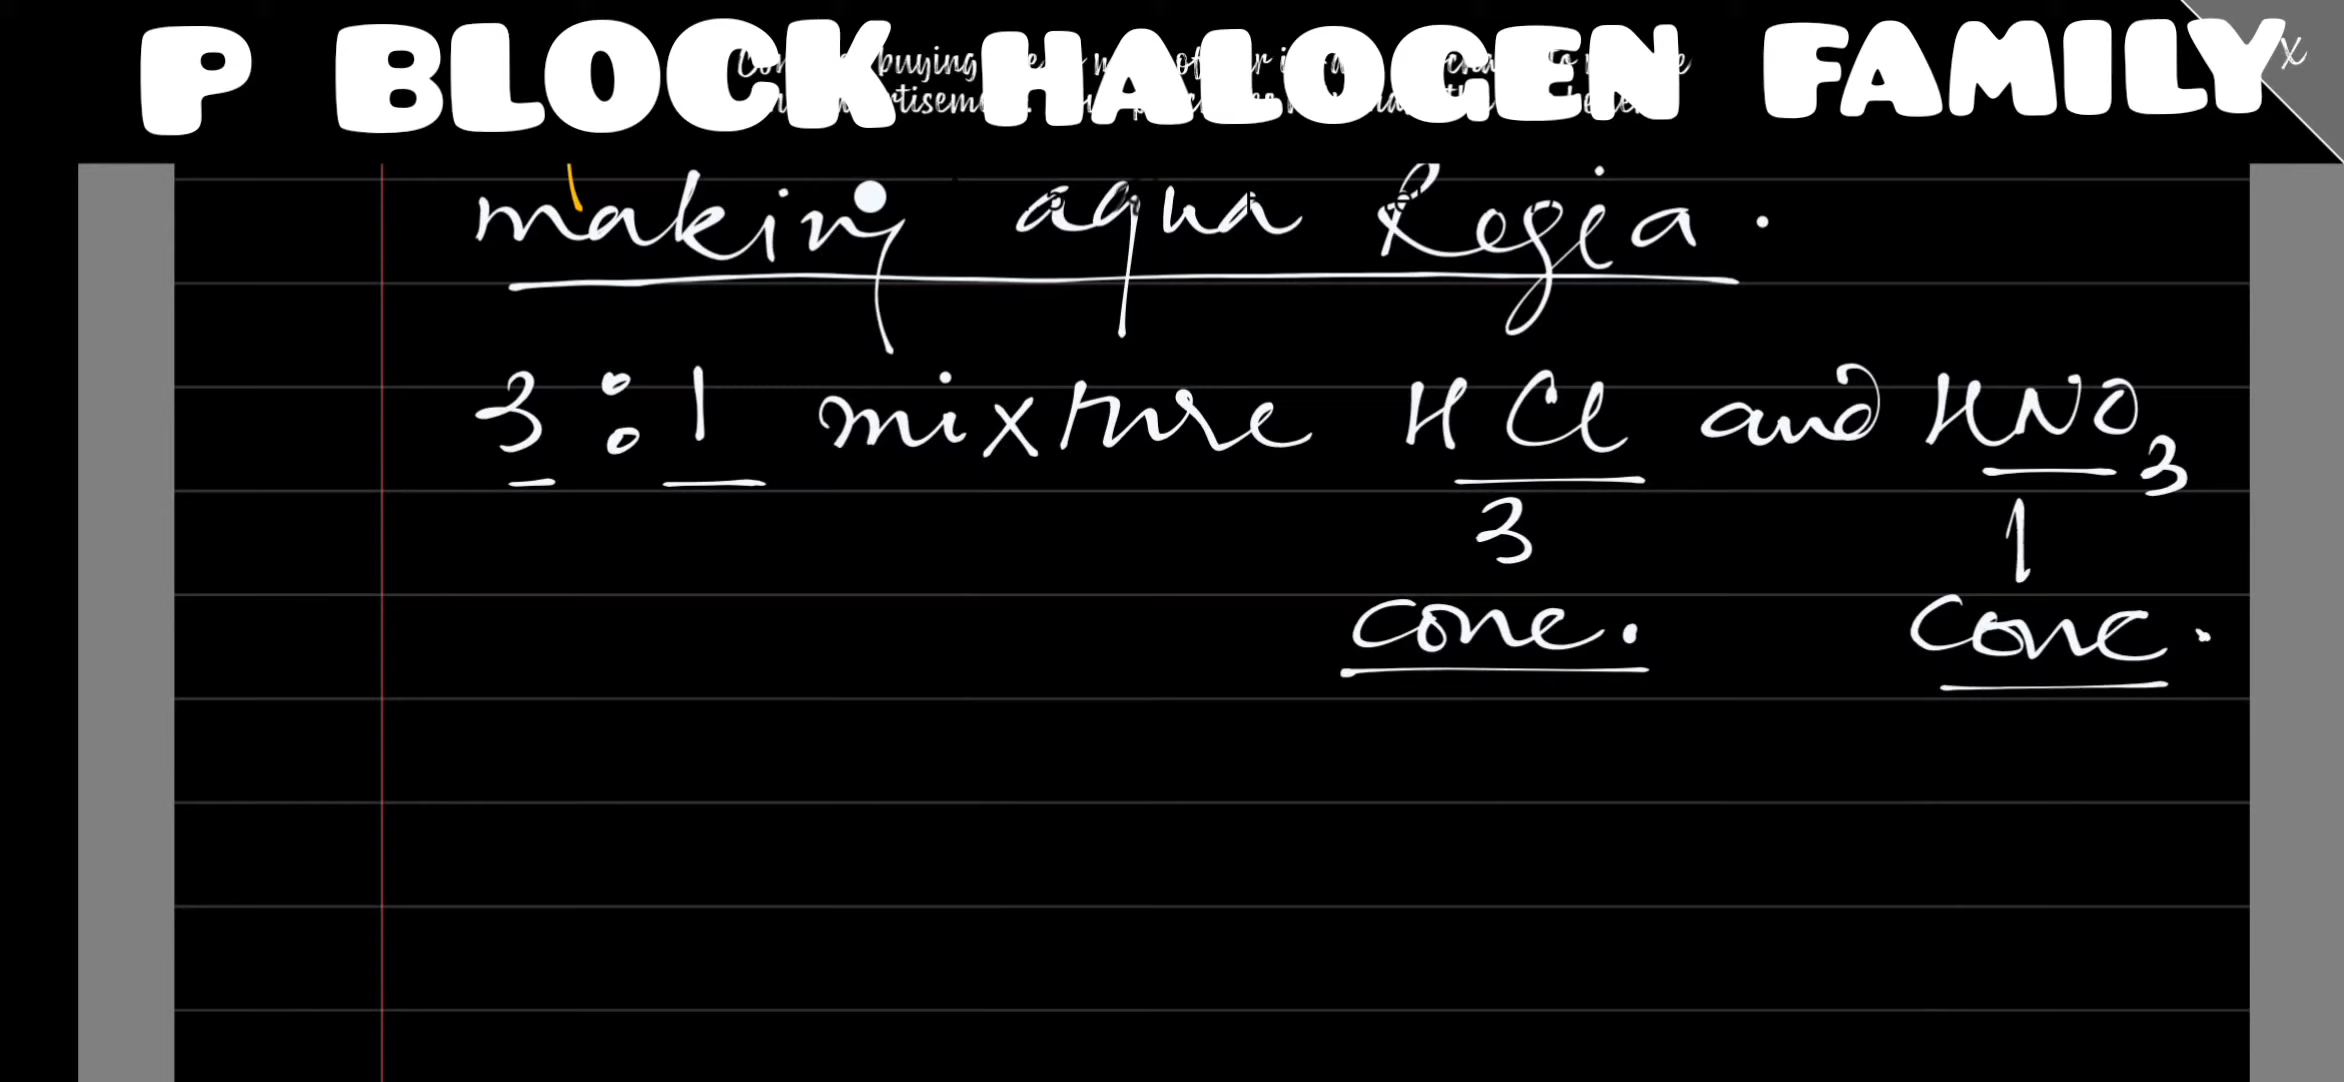 P BLOCK HALOGEN FAMILY
making aqua Regia.
3 : 1 mixture HCl and HNO3
3 1
conc. conc.